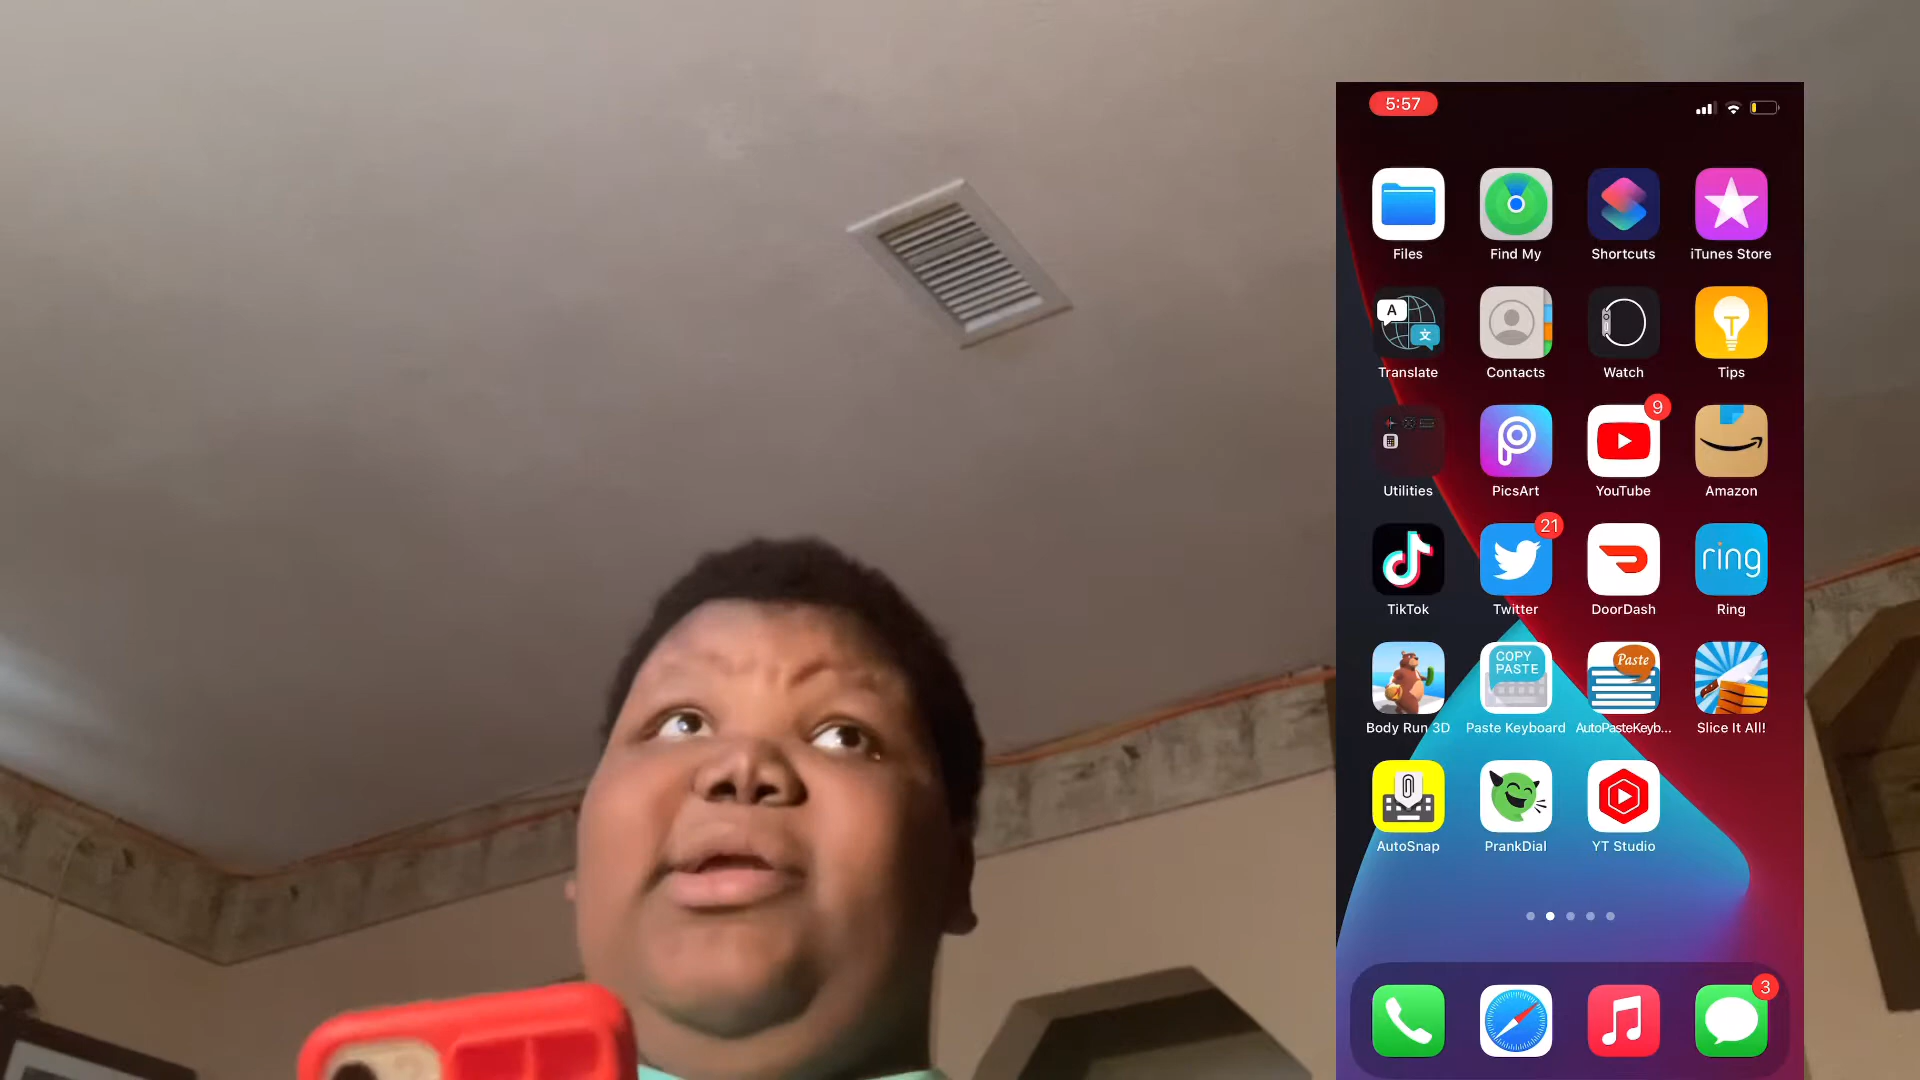 5:57
Files Find My Shortcuts iTunes Store
A 文
T
Translate Contacts Watch Tips
9
Utilities PicsArt YouTube Amazon
21
ring
TikTok Twitter DoorDash Ring
COPY
PASTE
Paste
Body Run 3D Paste Keyboard AutoPasteKeyb... Slice It All!
AutoSnap PrankDial YT Studio
3